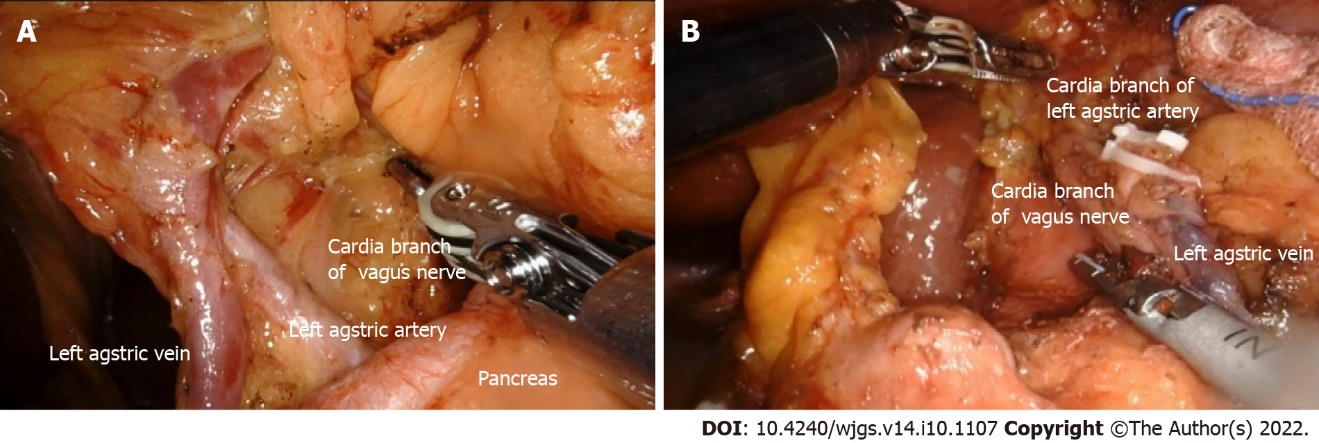 A
Cardia branch
of vagus nerve
Left agstric artery
Left agstric vein
Pancreas
B
Cardia branch of
left agstric artery
Cardia branch
of vagus nerve
Left agstric vein
IN
DOI: 10.4240/wjgs.v14.i10.1107 Copyright ©The Author(s) 2022.